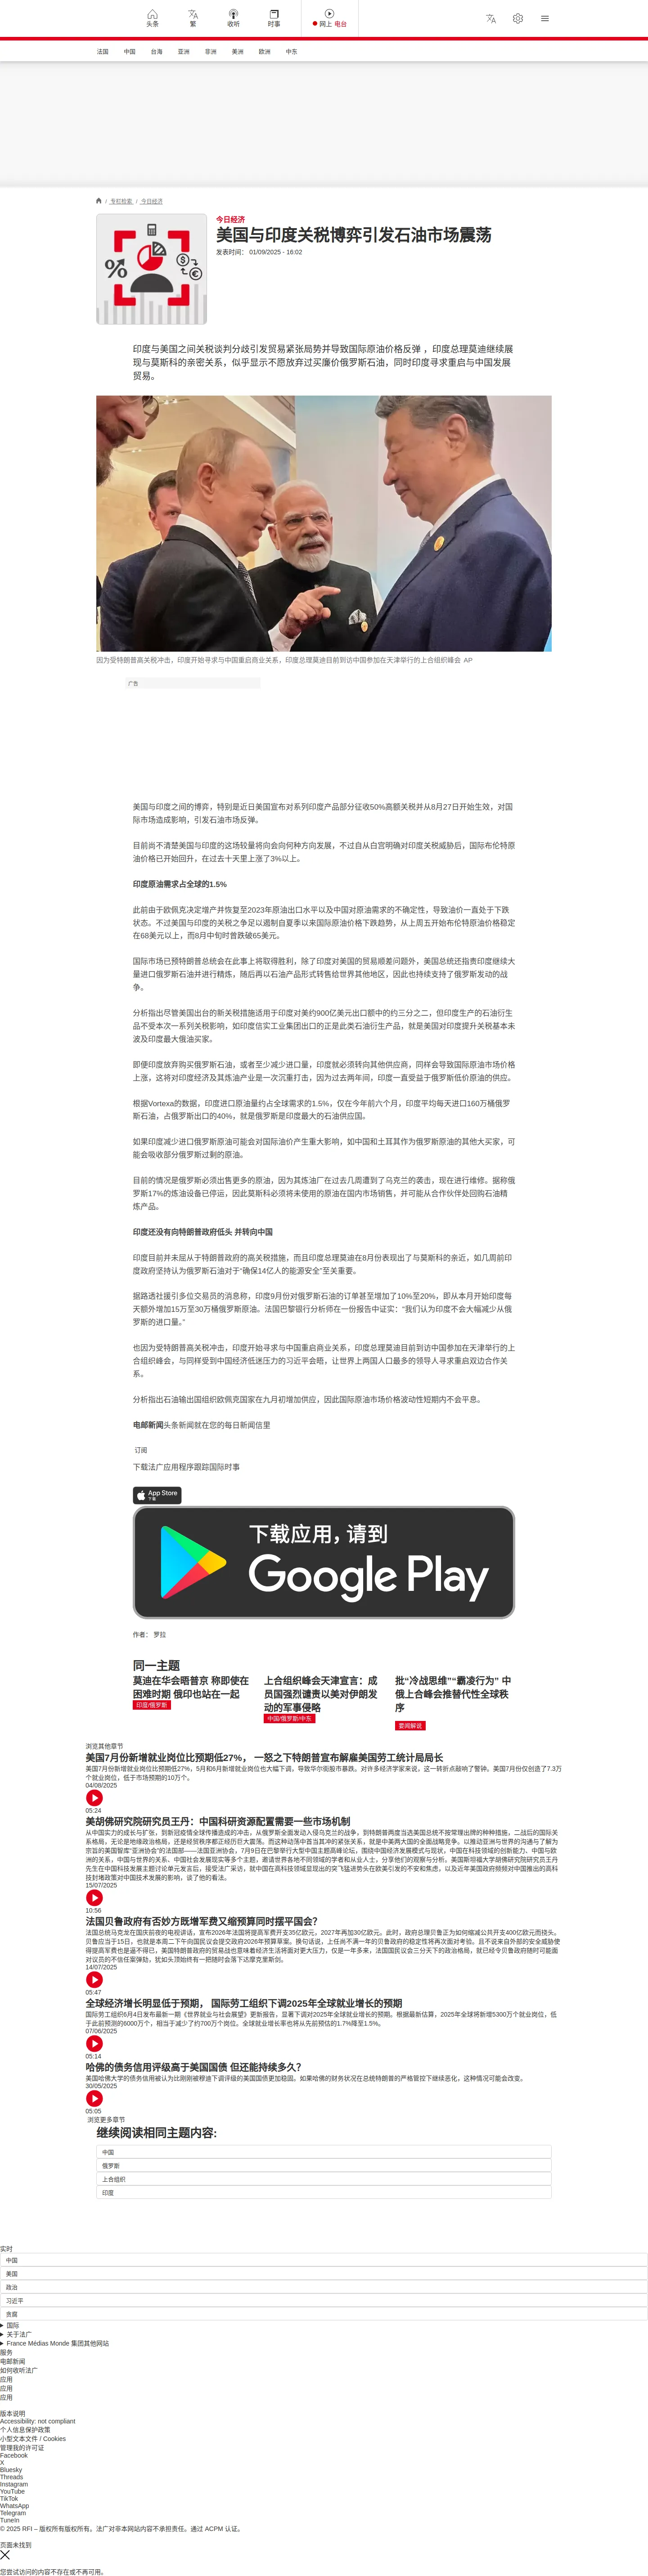 头条
繁
收听
时事
网上 电台
法国
中国
台海
亚洲
非洲
美洲
欧洲
中东
/ 专栏检索 / 今日经济
今日经济
美国与印度关税博弈引发石油市场震荡
发表时间： 01/09/2025 - 16:02
印度与美国之间关税谈判分歧引发贸易紧张局势并导致国际原油价格反弹 ，印度总理莫迪继续展
现与莫斯科的亲密关系，似乎显示不愿放弃过买廉价俄罗斯石油，同时印度寻求重启与中国发展
贸易。
因为受特朗普高关税冲击，印度开始寻求与中国重启商业关系，印度总理莫迪目前到访中国参加在天津举行的上合组织峰会 AP
广告
美国与印度之间的博弈，特别是近日美国宣布对系列印度产品部分征收50%高额关税并从8月27日开始生效，对国
际市场造成影响，引发石油市场反弹。
目前尚不清楚美国与印度的这场较量将向会向何种方向发展，不过自从白宫明确对印度关税威胁后，国际布伦特原
油价格已开始回升，在过去十天里上涨了3%以上。
印度原油需求占全球的1.5%
此前由于欧佩克决定增产并恢复至2023年原油出口水平以及中国对原油需求的不确定性，导致油价一直处于下跌
状态。不过美国与印度的关税之争足以遏制自夏季以来国际原油价格下跌趋势，从上周五开始布伦特原油价格稳定
在68美元以上，而8月中旬时曾跌破65美元。
国际市场已预特朗普总统会在此事上将取得胜利，除了印度对美国的贸易顺差问题外，美国总统还指责印度继续大
量进口俄罗斯石油并进行精炼，随后再以石油产品形式转售给世界其他地区，因此也持续支持了俄罗斯发动的战
争。
分析指出尽管美国出台的新关税措施适用于印度对美约900亿美元出口额中的约三分之二，但印度生产的石油衍生
品不受本次一系列关税影响，如印度信实工业集团出口的正是此类石油衍生产品，就是美国对印度提升关税基本未
波及印度最大俄油买家。
即便印度放弃购买俄罗斯石油，或者至少减少进口量，印度就必须转向其他供应商，同样会导致国际原油市场价格
上涨，这将对印度经济及其炼油产业是一次沉重打击，因为过去两年间，印度一直受益于俄罗斯低价原油的供应。
根据Vortexa的数据，印度进口原油量约占全球需求的1.5%，仅在今年前六个月，印度平均每天进口160万桶俄罗
斯石油，占俄罗斯出口的40%，就是俄罗斯是印度最大的石油供应国。
如果印度减少进口俄罗斯原油可能会对国际油价产生重大影响，如中国和土耳其作为俄罗斯原油的其他大买家，可
能会吸收部分俄罗斯过剩的原油。
目前的情况是俄罗斯必须出售更多的原油，因为其炼油厂在过去几周遭到了乌克兰的袭击，现在进行维修。据称俄
罗斯17%的炼油设备已停运，因此莫斯科必须将未使用的原油在国内市场销售，并可能从合作伙伴处回购石油精
炼产品。
印度还没有向特朗普政府低头 并转向中国
印度目前并未屈从于特朗普政府的高关税措施，而且印度总理莫迪在8月份表现出了与莫斯科的亲近，如几周前印
度政府坚持认为俄罗斯石油对于“确保14亿人的能源安全”至关重要。
据路透社援引多位交易员的消息称，印度9月份对俄罗斯石油的订单甚至增加了10%至20%，即从本月开始印度每
天额外增加15万至30万桶俄罗斯原油。法国巴黎银行分析师在一份报告中证实：“我们认为印度不会大幅减少从俄
罗斯的进口量。”
也因为受特朗普高关税冲击，印度开始寻求与中国重启商业关系，印度总理莫迪目前到访中国参加在天津举行的上
合组织峰会，与同样受到中国经济低迷压力的习近平会晤，让世界上两国人口最多的领导人寻求重启双边合作关
系。
分析指出石油输出国组织欧佩克国家在九月初增加供应，因此国际原油市场价格波动性短期内不会平息。
电邮新闻头条新闻就在您的每日新闻信里
订阅
下载法广应用程序跟踪国际时事
App Store
下载
下载应用，请到
Google Play
作者： 罗拉
同一主题
莫迪在华会晤普京 称即使在
困难时期 俄印也站在一起
印度/俄罗斯
上合组织峰会天津宣言：成
员国强烈谴责以美对伊朗发
动的军事侵略
中国/俄罗斯/中东
批“冷战思维”“霸凌行为” 中
俄上合峰会推替代性全球秩
序
要闻解说
浏览其他章节
美国7月份新增就业岗位比预期低27%， 一怒之下特朗普宣布解雇美国劳工统计局局长
美国7月份新增就业岗位比预期低27%，5月和6月新增就业岗位也大幅下调，导致华尔街股市暴跌。对许多经济学家来说，这一转折点敲响了警钟。美国7月份仅创造了7.3万
个就业岗位，低于市场预期的10万个。
04/08/2025
05:24
美胡佛研究院研究员王丹：中国科研资源配置需要一些市场机制
从中国实力的成长与扩张，到新冠疫情全球传播造成的冲击，从俄罗斯全面发动入侵乌克兰的战争，到特朗普两度当选美国总统不按常理出牌的种种措施，二战后的国际关
系格局，无论是地缘政治格局，还是经贸秩序都正经历巨大震荡。而这种动荡中首当其冲的紧张关系，就是中美两大国的全面战略竞争。以推动亚洲与世界的沟通与了解为
宗旨的美国智库“亚洲协会”的法国部——法国亚洲协会，7月9日在巴黎举行大型中国主题高峰论坛，围绕中国经济发展模式与现状，中国在科技领域的创新能力、中国与欧
洲的关系，中国与世界的关系、中国社会发展现实等多个主题，邀请世界各地不同领域的学者和从业人士，分享他们的观察与分析。美国斯坦福大学胡佛研究院研究员王丹
先生在中国科技发展主题讨论单元发言后，接受法广采访，就中国在高科技领域显现出的突飞猛进势头在欧美引发的不安和焦虑，以及近年美国政府频频对中国推出的高科
技封堵政策对中国技术发展的影响，谈了他的看法。
15/07/2025
10:56
法国贝鲁政府有否妙方既增军费又缩预算同时摆平国会？
法国总统马克龙在国庆前夜的电视讲话，宣布2026年法国将提高军费开支35亿欧元，2027年再加30亿欧元。此时，政府总理贝鲁正为如何缩减公共开支400亿欧元而挠头。
贝鲁应当于15日，也就是本周二下午向国民议会提交政府2026年预算草案。换句话说，上任尚不满一年的贝鲁政府的稳定性将再次面对考验。且不说来自外部的安全威胁使
得提高军费也是逼不得已，美国特朗普政府的贸易战也意味着经济生活将面对更大压力，仅是一年多来，法国国民议会三分天下的政治格局，就已经令贝鲁政府随时可能面
对议员的不信任案弹劾，犹如头顶始终有一把随时会落下达摩克里斯剑。
14/07/2025
05:47
全球经济增长明显低于预期， 国际劳工组织下调2025年全球就业增长的预期
国际劳工组织6月4日发布最新一期《世界就业与社会展望》更新报告，显著下调对2025年全球就业增长的预期。根据最新估算，2025年全球将新增5300万个就业岗位，低
于此前预测的6000万个，相当于减少了约700万个岗位。全球就业增长率也将从先前预估的1.7%降至1.5%。
07/06/2025
05:14
哈佛的债务信用评级高于美国国债 但还能持续多久？
美国哈佛大学的债务信用被认为比刚刚被穆迪下调评级的美国国债更加稳固。如果哈佛的财务状况在总统特朗普的严格管控下继续恶化，这种情况可能会改变。
30/05/2025
05:05
浏览更多章节
继续阅读相同主题内容:
中国
俄罗斯
上合组织
印度
实时
中国
美国
政治
习近平
贪腐
国际
关于法广
France Médias Monde 集团其他网站
服务
电邮新闻
如何收听法广
应用
应用
应用
版本说明
Accessibility: not compliant
个人信息保护政策
小型文本文件 / Cookies
管理我的许可证
Facebook
X
Bluesky
Threads
Instagram
YouTube
TikTok
WhatsApp
Telegram
TuneIn
© 2025 RFI – 版权所有版权所有。法广对非本网站内容不承担责任。通过 ACPM 认证。
页面未找到
您尝试访问的内容不存在或不再可用。